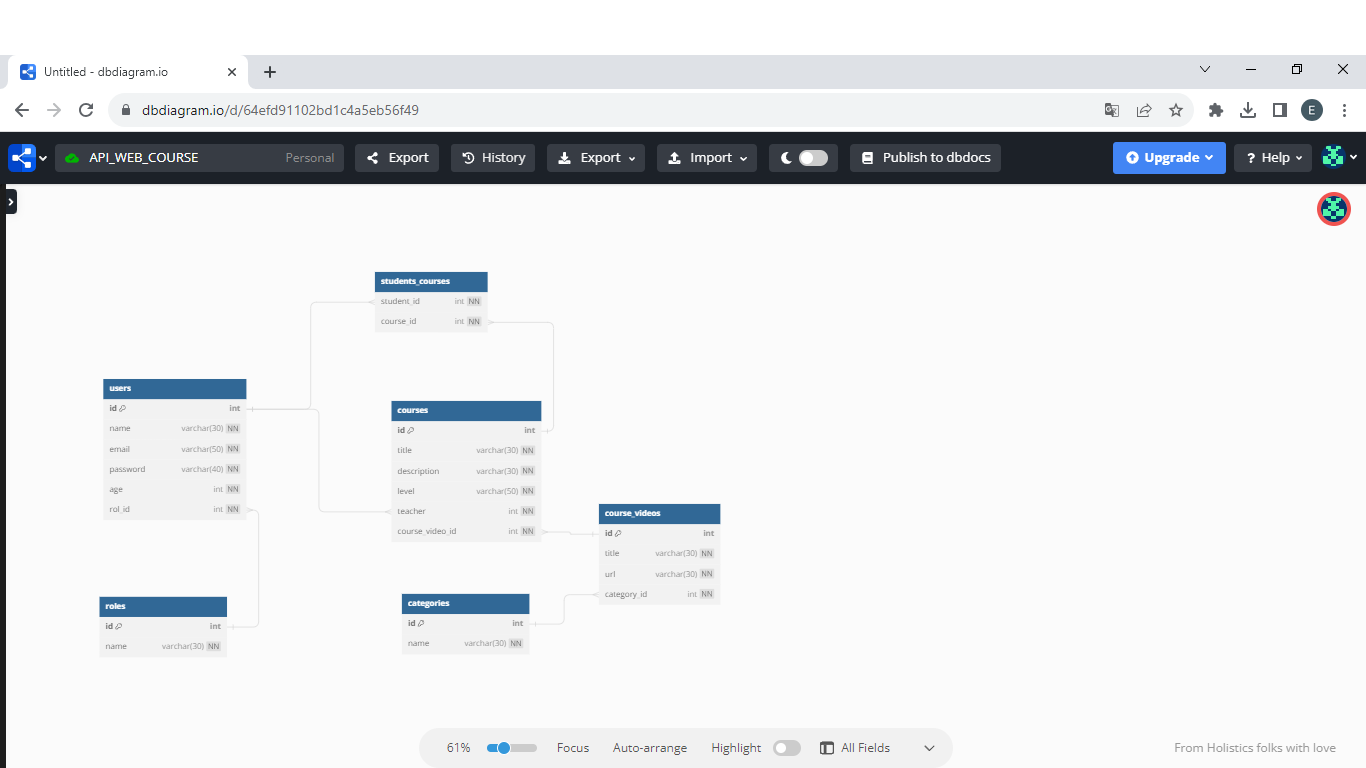 Untitled - dbdiagram.io
dbdiagram.io/d/64efd91102bd1c4a5eb56f49
E
API_WEB_COURSE Personal Export History Export Import Publish to dbdocs Upgrade ? Help
students_courses
student_id int NN
course_id int NN
users
id int
name varchar(30) NN
email varchar(50) NN
password varchar(40) NN
age int NN
rol_id int NN
courses
id int
title varchar(30) NN
description varchar(30) NN
level varchar(50) NN
teacher int NN
course_video_id int NN
course_videos
id int
title varchar(30) NN
url varchar(30) NN
category_id int NN
roles
id int
name varchar(30) NN
categories
id int
name varchar(30) NN
61% Focus Auto-arrange Highlight All Fields
From Holistics folks with love